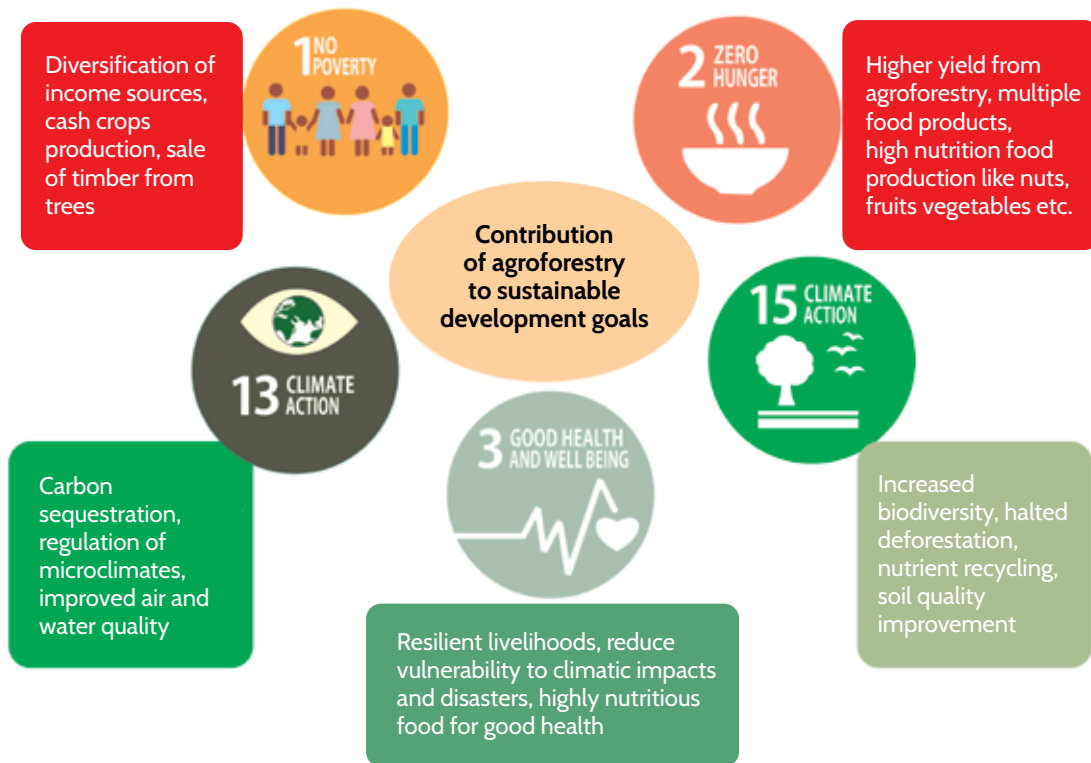 Diversification of
income sources,
cash crops
production, sale
of timber from
trees
1 NO
POVERTY
2 ZERO
HUNGER
Higher yield from
agroforestry, multiple
food products,
high nutrition food
production like nuts,
fruits vegetables etc.
Contribution
of agroforestry
to sustainable
development goals
13 CLIMATE
ACTION
15 CLIMATE
ACTION
3 GOOD HEALTH
AND WELL BEING
Carbon
sequestration,
regulation of
microclimates,
improved air and
water quality
Increased
biodiversity, halted
deforestation,
nutrient recycling,
soil quality
improvement
Resilient livelihoods, reduce
vulnerability to climatic impacts
and disasters, highly nutritious
food for good health